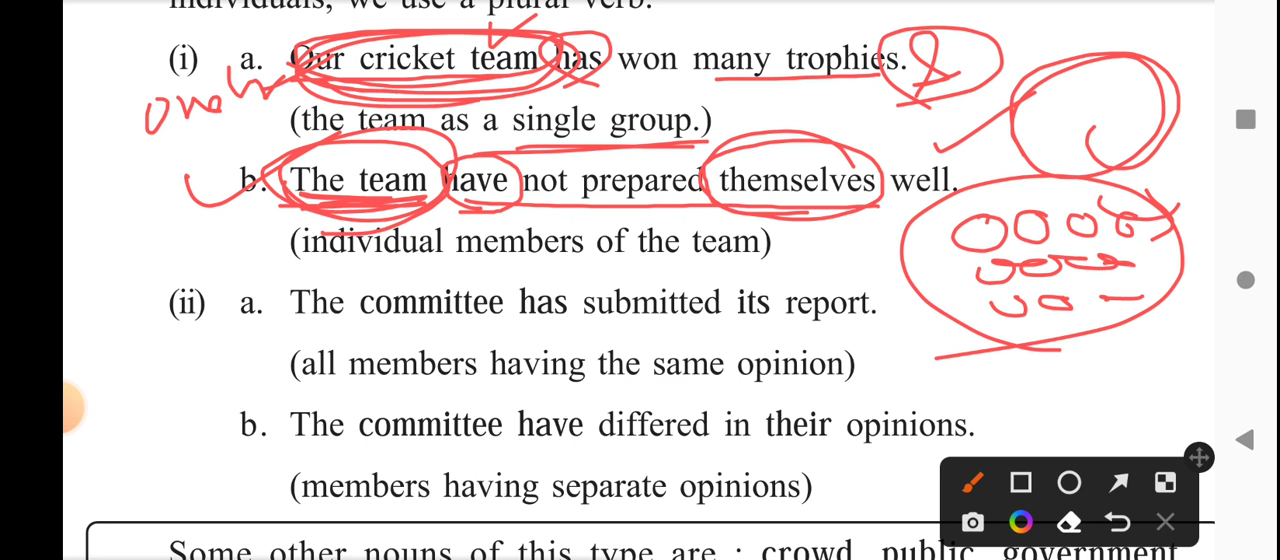 individuals, we use a plural verb.
(i) a. Our cricket team has won many trophies.
one
(the team as a single group.)
b. The team have not prepared themselves well.
(individual members of the team)
(ii) a. The committee has submitted its report.
(all members having the same opinion)
b. The committee have differed in their opinions.
(members having separate opinions)
Some other nouns of this type are : crowd, public, government